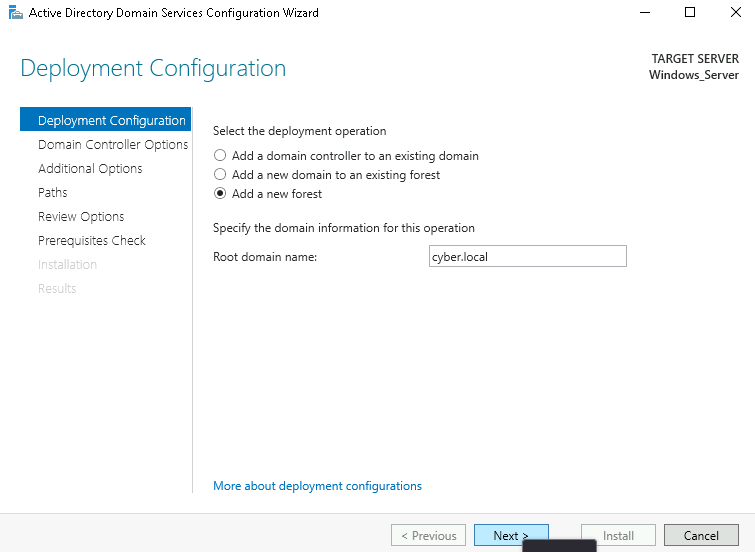 Active Directory Domain Services Configuration Wizard
Deployment Configuration
TARGET SERVER
Windows_Server
Deployment Configuration
Domain Controller Options
Additional Options
Paths
Review Options
Prerequisites Check
Installation
Results
Select the deployment operation
Add a domain controller to an existing domain
Add a new domain to an existing forest
Add a new forest
Specify the domain information for this operation
Root domain name: cyber.local
More about deployment configurations
< Previous Next > Install Cancel